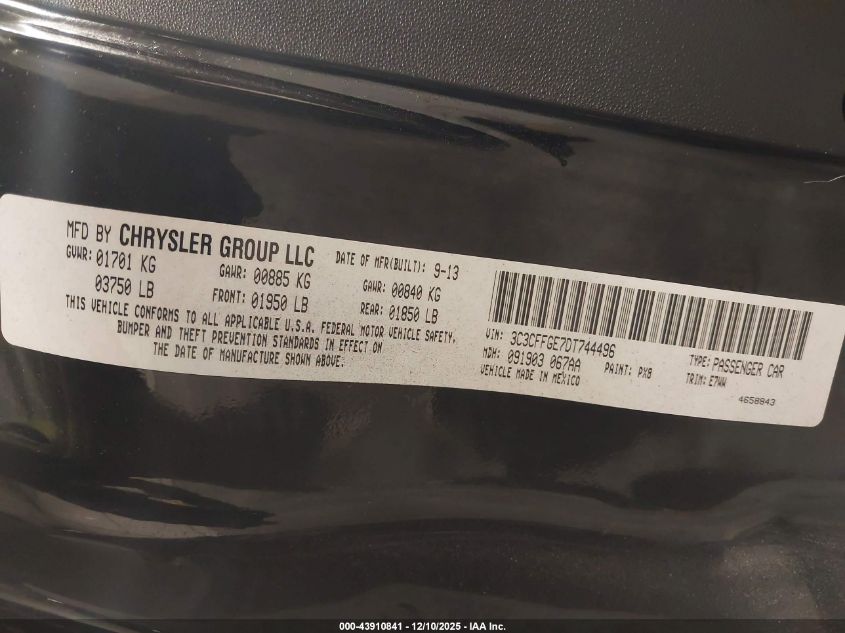 MFD BY CHRYSLER GROUP LLC DATE OF MFR(BUILT): 9-13
GVWR: 01701 KG GAWR: 00885 KG GAWR: 00840 KG
03750 LB FRONT: 01950 LB REAR: 01850 LB
THIS VEHICLE CONFORMS TO ALL APPLICABLE U.S.A. FEDERAL MOTOR VEHICLE SAFETY,
BUMPER AND THEFT PREVENTION STANDARDS IN EFFECT ON
THE DATE OF MANUFACTURE SHOWN ABOVE.
VIN: 3C3CFFGE7DT744496 TYPE: PASSENGER CAR
MDH: 091903 067AA PAINT: PX8 TRIM: E7WW
VEHICLE MADE IN MEXICO 4658843
000-43910841 - 12/10/2025 - IAA Inc.